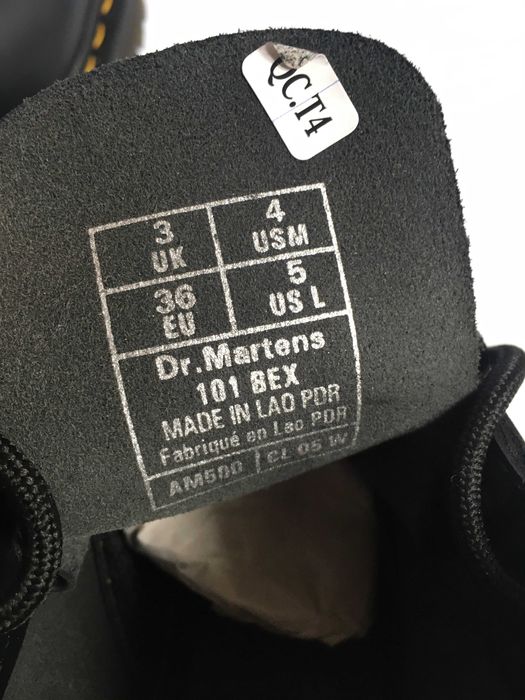 QC.T4
3 UK
4 USM
36 EU
5 US L
Dr.Martens
101 BEX
MADE IN LAO PDR
Fabriqué en Lao PDR
AM500 CL 05 W